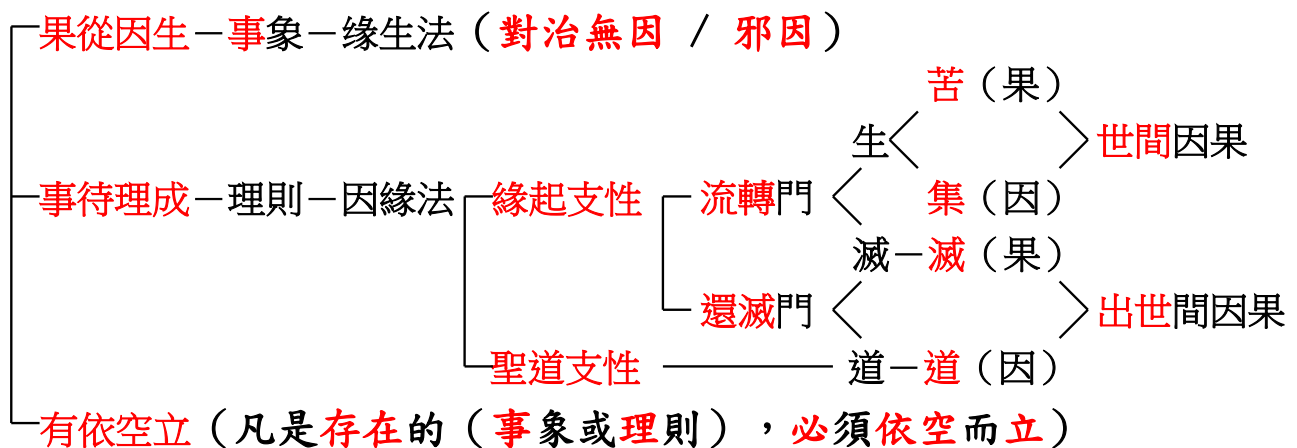 果從因生－事象－缘生法（對治無因 / 邪因）
苦（果）
生 世間因果
事待理成－理則－因緣法 緣起支性 流轉門 集（因）
滅－滅（果）
還滅門 出世間因果
聖道支性 道－道（因）
有依空立（凡是存在的（事象或理則），必須依空而立）